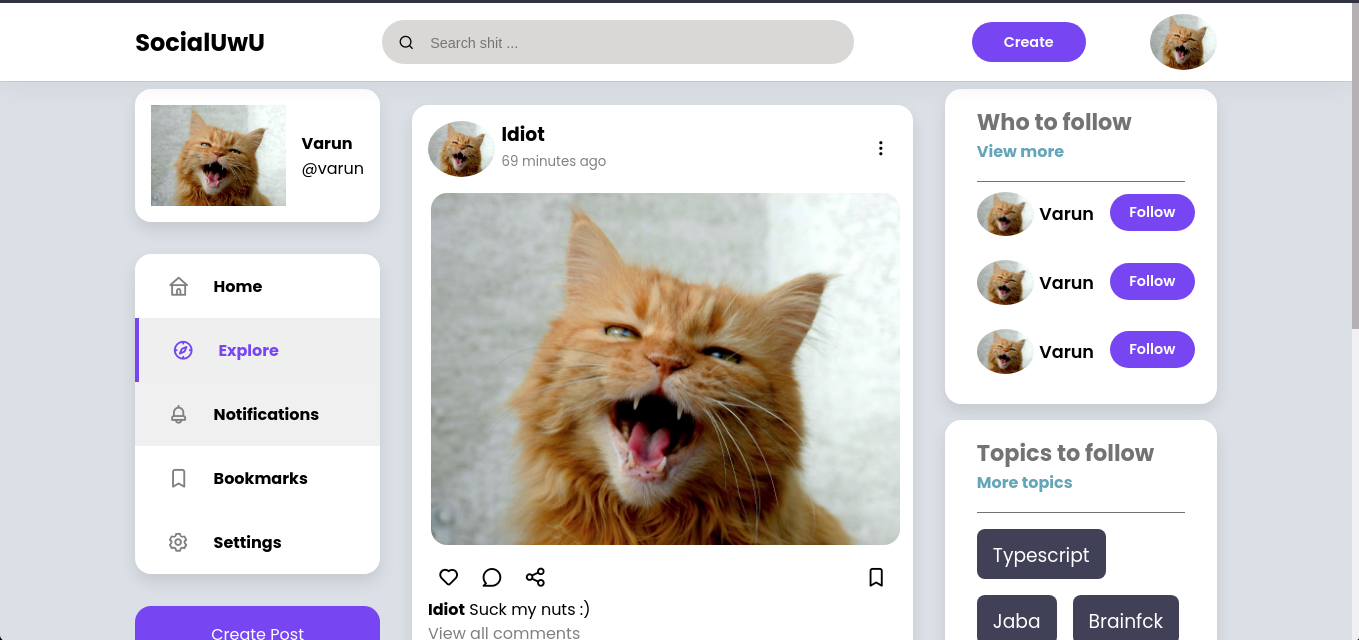 SocialUwU
Search shit ...
Create
Varun
@varun
Home
Explore
Notifications
Bookmarks
Settings
Create Post
Idiot
69 minutes ago
Idiot Suck my nuts :)
View all comments
Who to follow
View more
Varun Follow
Varun Follow
Varun Follow
Topics to follow
More topics
Typescript
Jaba Brainfck